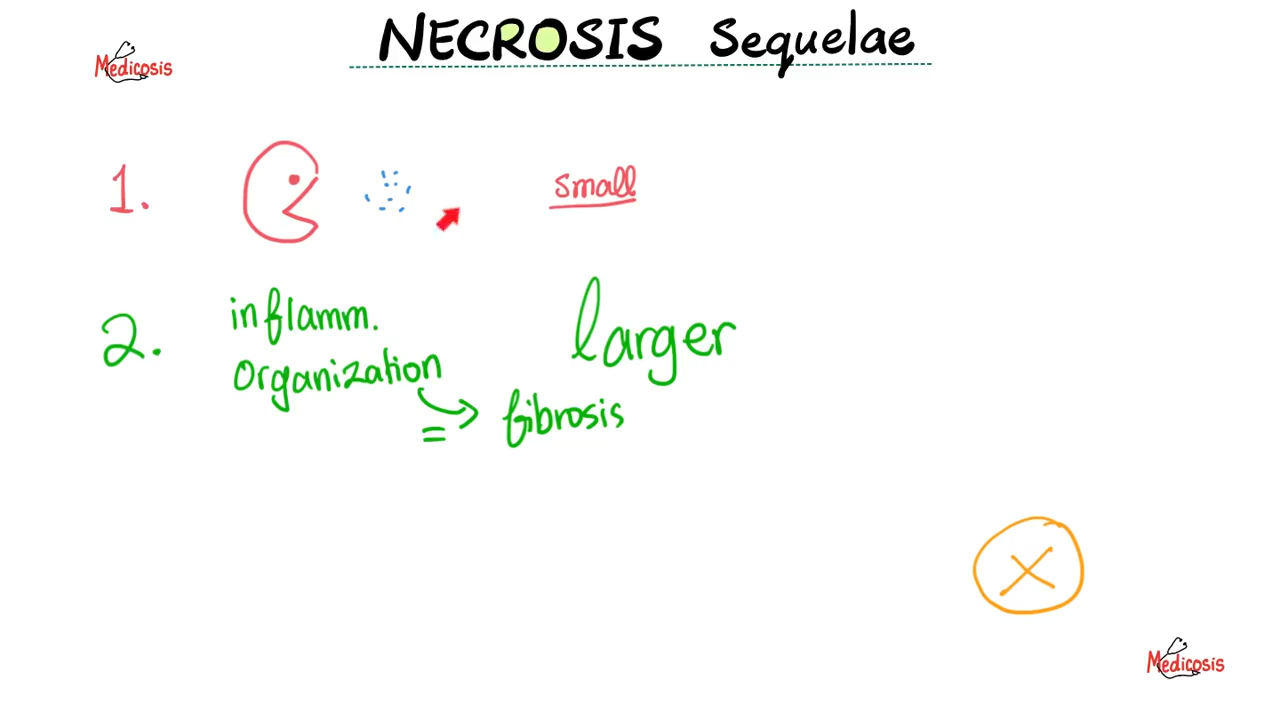 NECROSIS Sequelae
Medicosis
1. small
2. inflamm. larger
organization
= fibrosis
X
Medicosis